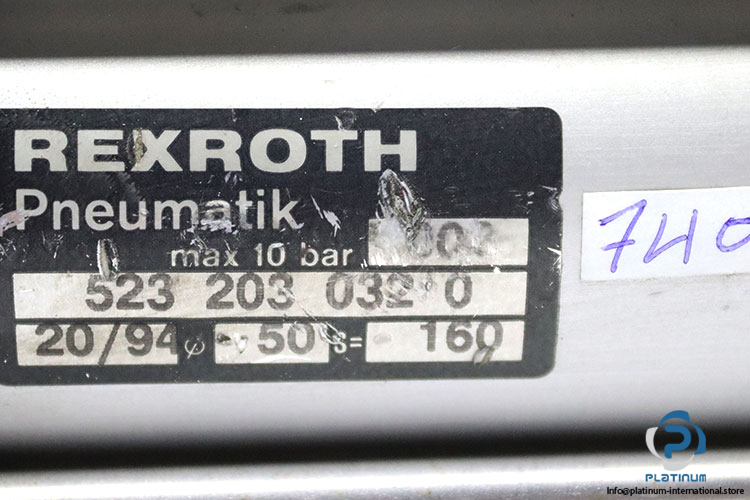 REXROTH
Pneumatik
max 10 bar
523 203 032 0
20/94 ⌀ 50 s= 160
740
PLATINUM
Info@platinum-international.store